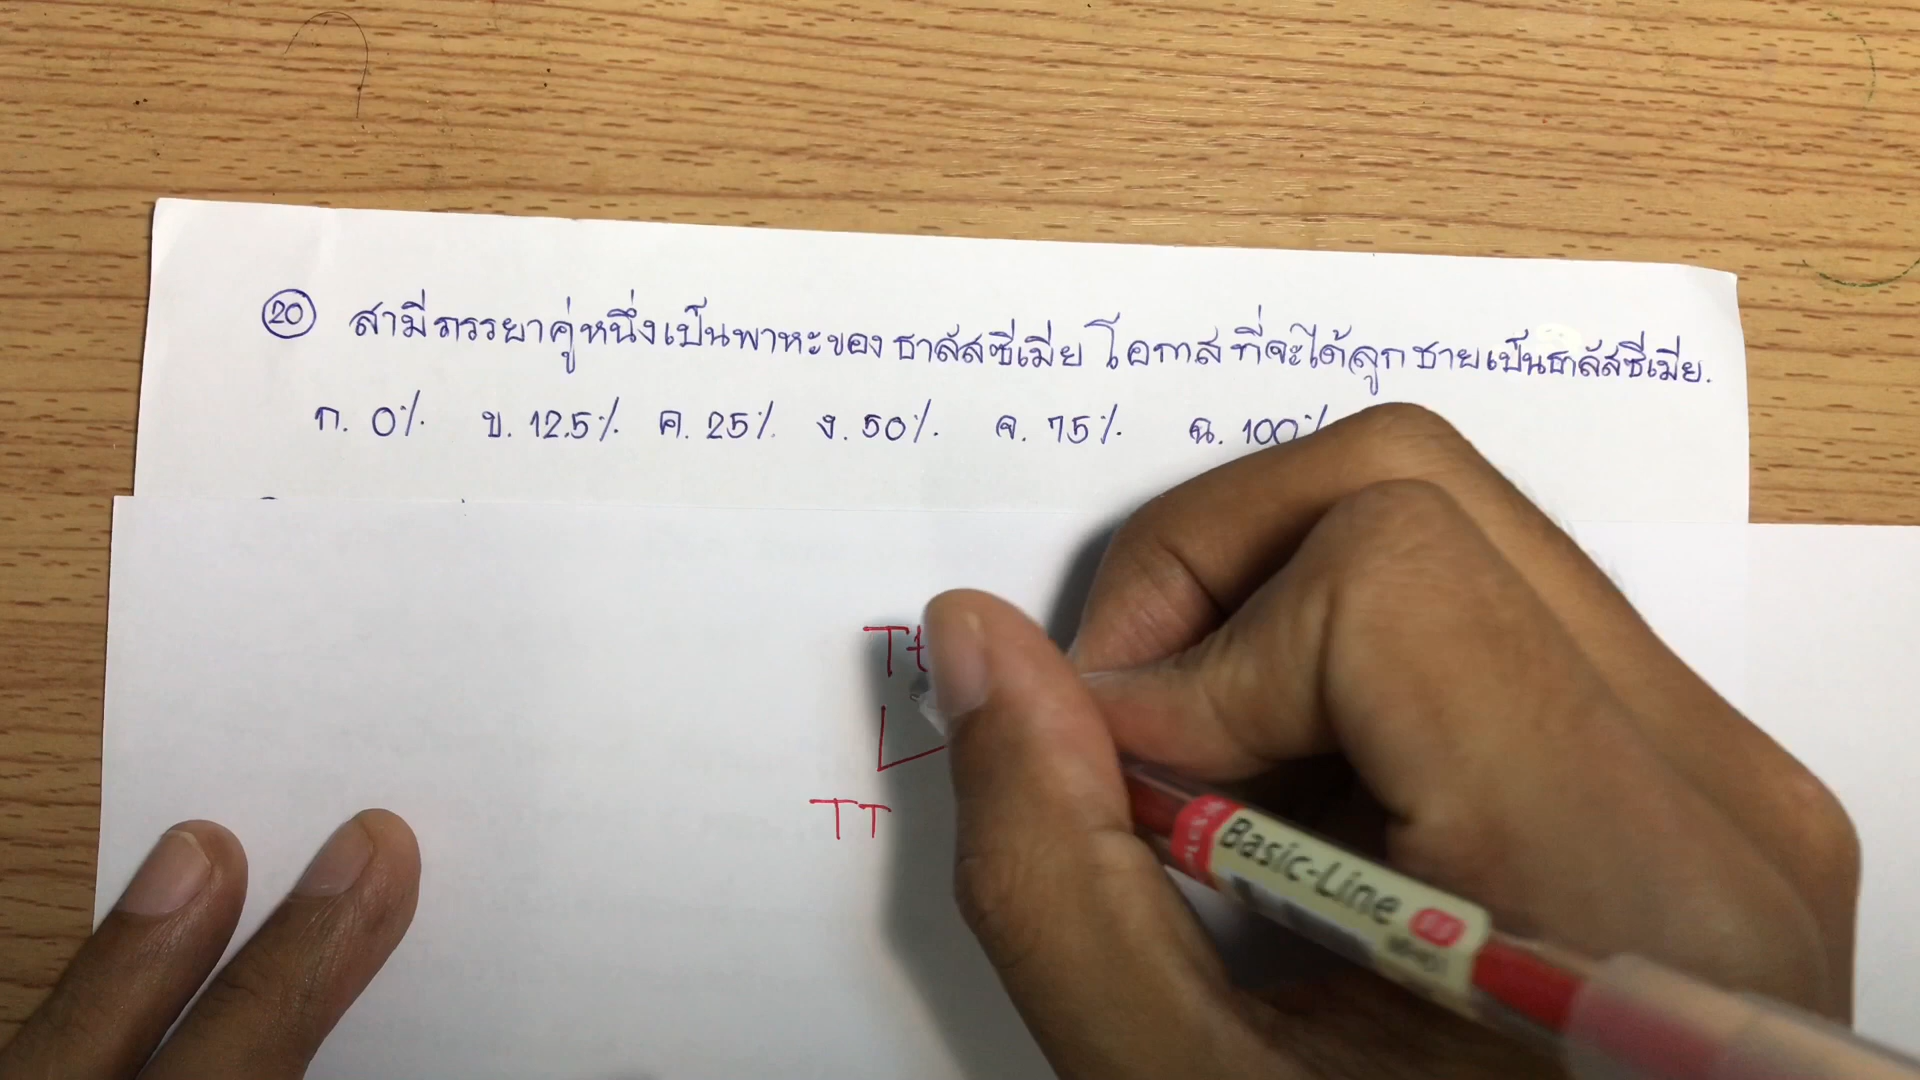 20 สามีภรรยาคู่หนึ่งเป็นพาหะของธาลัสซีเมีย โอกาสที่จะได้ลูกชายเป็นธาลัสซีเมีย.
ก. 0% ข. 12.5% ค. 25% ง. 50% จ. 75% ฉ. 100%
Tt
TT
Basic-Line